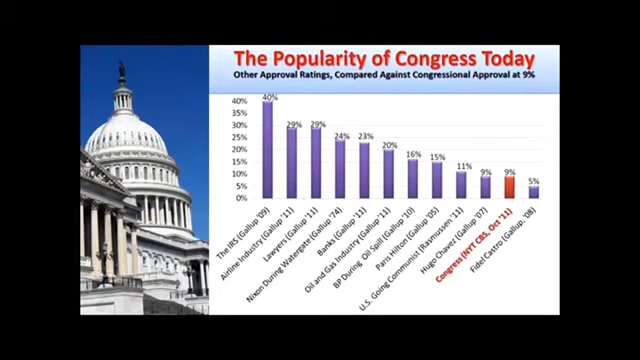 The Popularity of Congress Today
Other Approval Ratings, Compared Against Congressional Approval at 9%
40%
35%
30%
25%
20%
15%
10%
5%
0%
40%
29%
29%
24%
23%
20%
16%
15%
11%
9%
9%
5%
The IRS (Gallup '09)
Airline Industry (Gallup '11)
Lawyers (Gallup '11)
Nixon During Watergate (Gallup '74)
Banks (Gallup '11)
Oil and Gas Industry (Gallup '11)
BP During Oil Spill (Gallup '10)
Paris Hilton (Gallup '05)
U.S. Going Communist (Rasmussen '11)
Hugo Chavez (Gallup '07)
Congress (NYT CBS, Oct '11)
Fidel Castro (Gallup, '08)